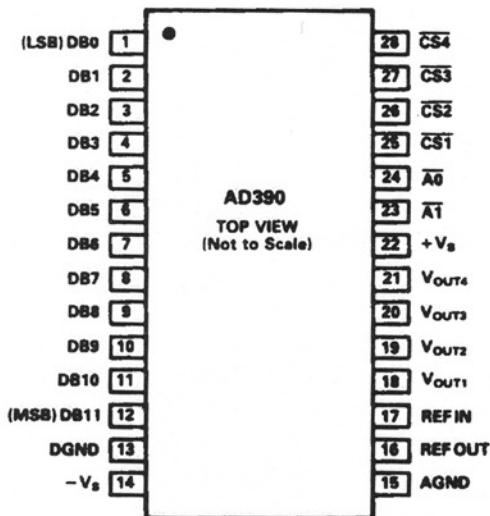 (LSB) DB0 1 28 CS4
DB1 2 27 CS3
DB2 3 26 CS2
DB3 4 25 CS1
DB4 5 24 A0
DB5 6 23 A1
DB6 7 22 +Vs
DB7 8 21 VOUT4
DB8 9 20 VOUT3
DB9 10 19 VOUT2
DB10 11 18 VOUT1
(MSB) DB11 12 17 REF IN
DGND 13 16 REF OUT
−Vs 14 15 AGND
AD390
TOP VIEW
(Not to Scale)